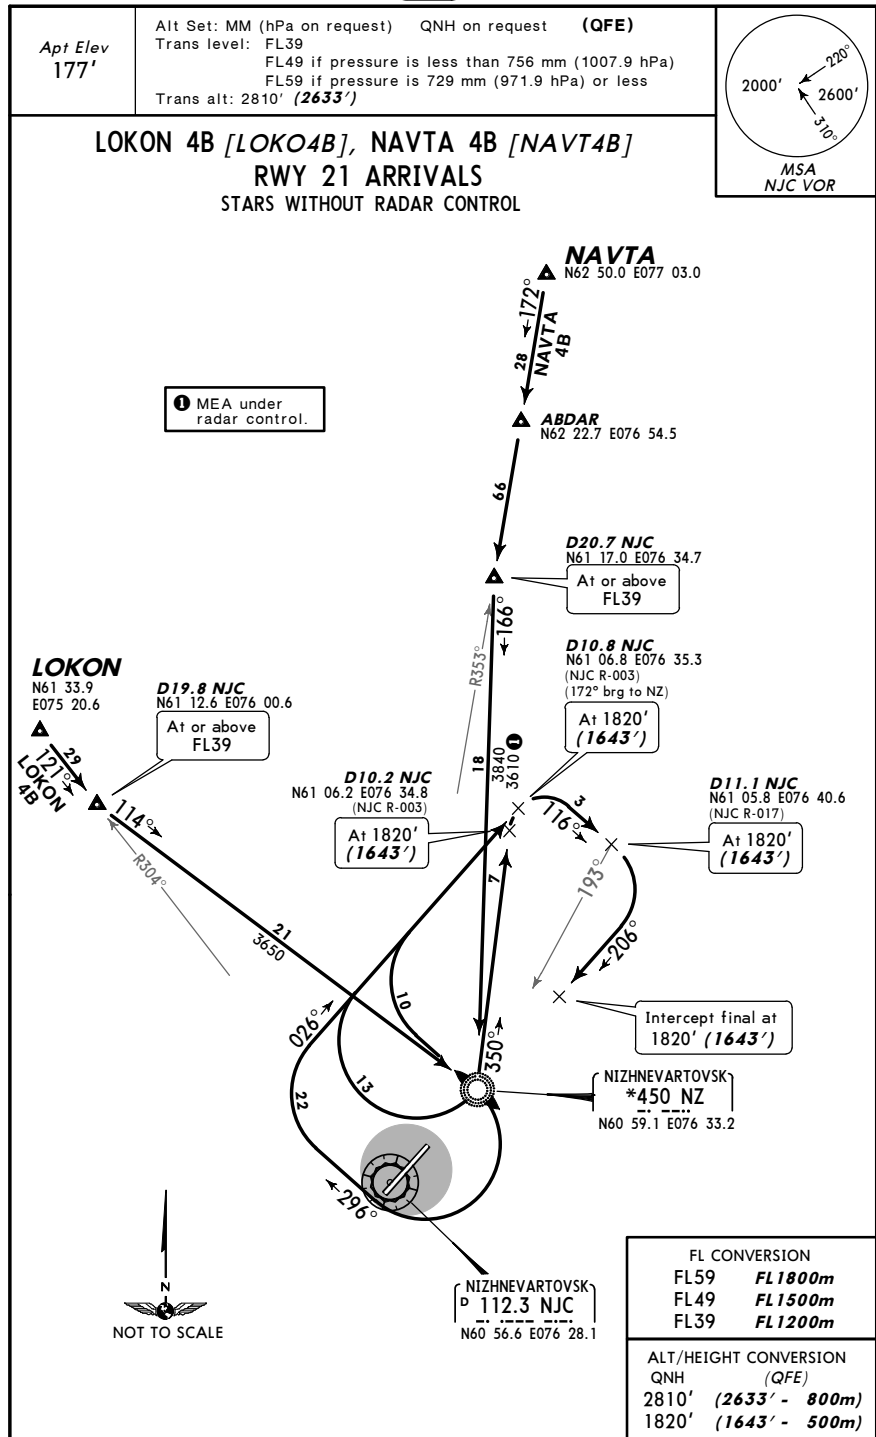 Apt Elev
177'
Alt Set: MM (hPa on request) QNH on request (QFE)
Trans level: FL39
FL49 if pressure is less than 756 mm (1007.9 hPa)
FL59 if pressure is 729 mm (971.9 hPa) or less
Trans alt: 2810' (2633')
220°
2000'
2600'
310°
MSA
NJC VOR
LOKON 4B [LOKO4B], NAVTA 4B [NAVT4B]
RWY 21 ARRIVALS
STARS WITHOUT RADAR CONTROL
NAVTA
N62 50.0 E077 03.0
172°
28
NAVTA
4B
1 MEA under
radar control.
ABDAR
N62 22.7 E076 54.5
66
D20.7 NJC
N61 17.0 E076 34.7
At or above
FL39
166°
R353°
D10.8 NJC
N61 06.8 E076 35.3
(NJC R-003)
(172° brg to NZ)
At 1820'
(1643')
LOKON
N61 33.9
E075 20.6
D19.8 NJC
N61 12.6 E076 00.6
At or above
FL39
29
121°
LOKON
4B
114°
R304°
18
3840
3610 1
D10.2 NJC
N61 06.2 E076 34.8
(NJC R-003)
At 1820'
(1643')
3
116°
D11.1 NJC
N61 05.8 E076 40.6
(NJC R-017)
At 1820'
(1643')
7
193°
206°
21
3650
10
Intercept final at
1820' (1643')
026°
350°
13
22
NIZHNEVARTOVSK
*450 NZ
N60 59.1 E076 33.2
296°
NIZHNEVARTOVSK
D 112.3 NJC
N60 56.6 E076 28.1
N
NOT TO SCALE
FL CONVERSION
FL59 FL1800m
FL49 FL1500m
FL39 FL1200m
ALT/HEIGHT CONVERSION
QNH (QFE)
2810' (2633' - 800m)
1820' (1643' - 500m)